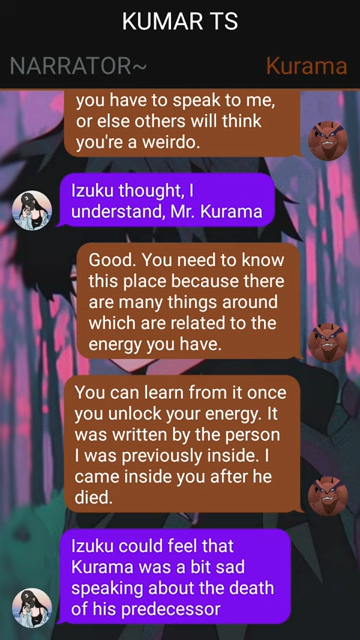 KUMAR TS
NARRATOR~ Kurama
you have to speak to me,
or else others will think
you're a weirdo.
Izuku thought, I
understand, Mr. Kurama
Good. You need to know
this place because there
are many things around
which are related to the
energy you have.
You can learn from it once
you unlock your energy. It
was written by the person
I was previously inside. I
came inside you after he
died.
Izuku could feel that
Kurama was a bit sad
speaking about the death
of his predecessor